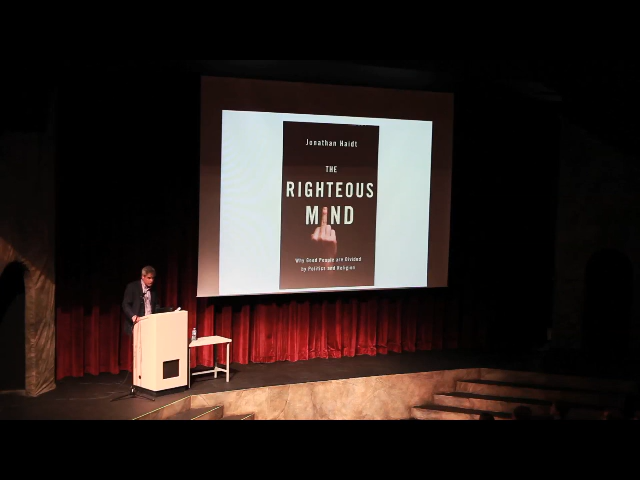 Jonathan Haidt
THE
RIGHTEOUS
MIND
Why Good People are Divided
by Politics and Religion